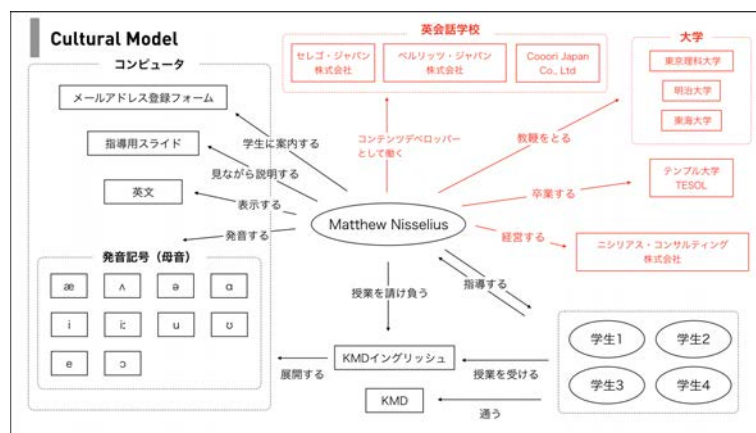 Cultural Model
コンピュータ
メールアドレス登録フォーム
指導用スライド
英文
発音記号（母音）
æ ʌ ə ɑ
i i: u ʊ
e ɔ
学生に案内する
見ながら説明する
表示する
発音する
英会話学校
セレゴ・ジャパン
株式会社
ベルリッツ・ジャパン
株式会社
Cooori Japan
Co., Ltd
コンテンツデベロッパー
として働く
大学
東京理科大学
明治大学
東海大学
教鞭をとる
テンプル大学
TESOL
卒業する
Matthew Nisselius
経営する
ニシリアス・コンサルティング
株式会社
授業を請け負う
指導する
KMDイングリッシュ
展開する
授業を受ける
KMD
通う
学生1 学生2
学生3 学生4